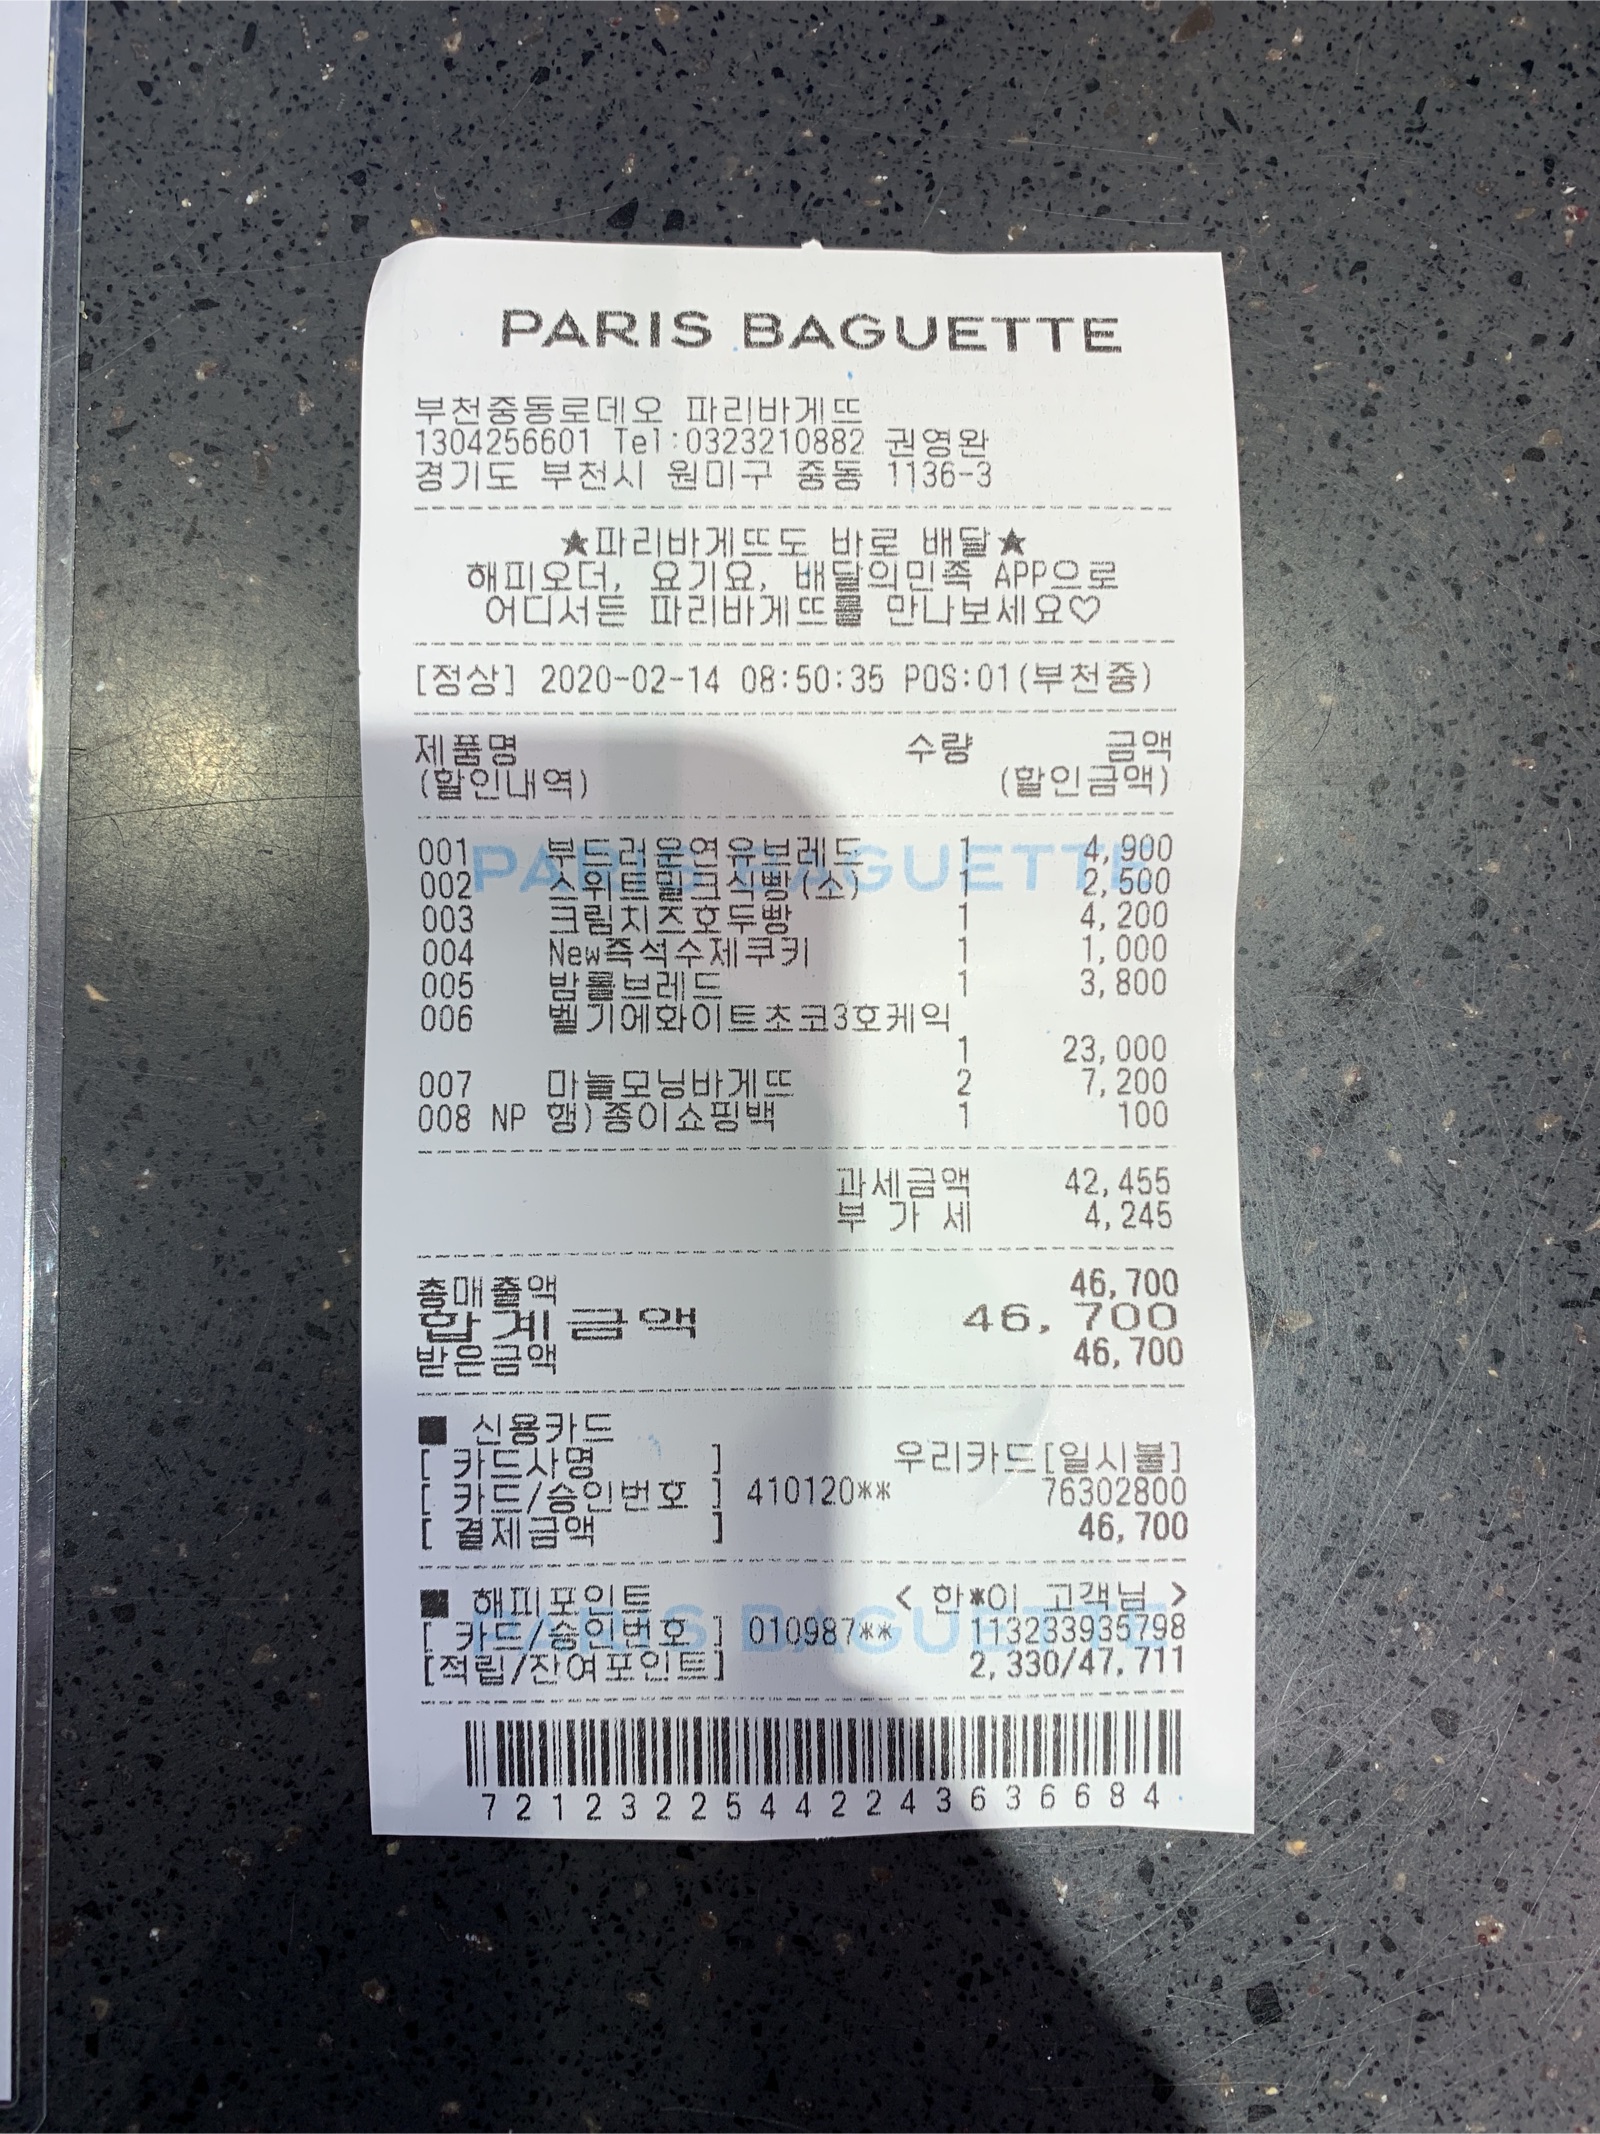 PARIS BAGUETTE
부천중동로데오 파리바게뜨
1304256601 Tel:0323210882 권영완
경기도 부천시 원미구 중동 1136-3
★파리바게뜨도 바로 배달★
해피오더, 요기요, 배달의민족 APP으로
어디서든 파리바게뜨를 만나보세요♡
[정상] 2020-02-14 08:50:35 POS:01(부천중)
제품명 수량 금액
(할인내역) (할인금액)
001 부드러운연유브레드 1 4,900
002 스위트밀크식빵(소) 1 2,500
003 크림치즈호두빵 1 4,200
004 New즉석수제쿠키 1 1,000
005 밤롤브레드 1 3,800
006 벨기에화이트초코3호케익
1 23,000
007 마늘모닝바게뜨 2 7,200
008 NP 행)종이쇼핑백 1 100
과세금액 42,455
부 가 세 4,245
총매출액 46,700
합계금액 46,700
받은금액 46,700
■ 신용카드
[ 카드사명 ] 우리카드[일시불]
[ 카드/승인번호 ] 410120** 76302800
[ 결제금액 ] 46,700
■ 해피포인트 < 한*이 고객님 >
[ 카드/승인번호 ] 010987** 113233935798
[적립/잔여포인트] 2,330/47,711
72123225442243636684